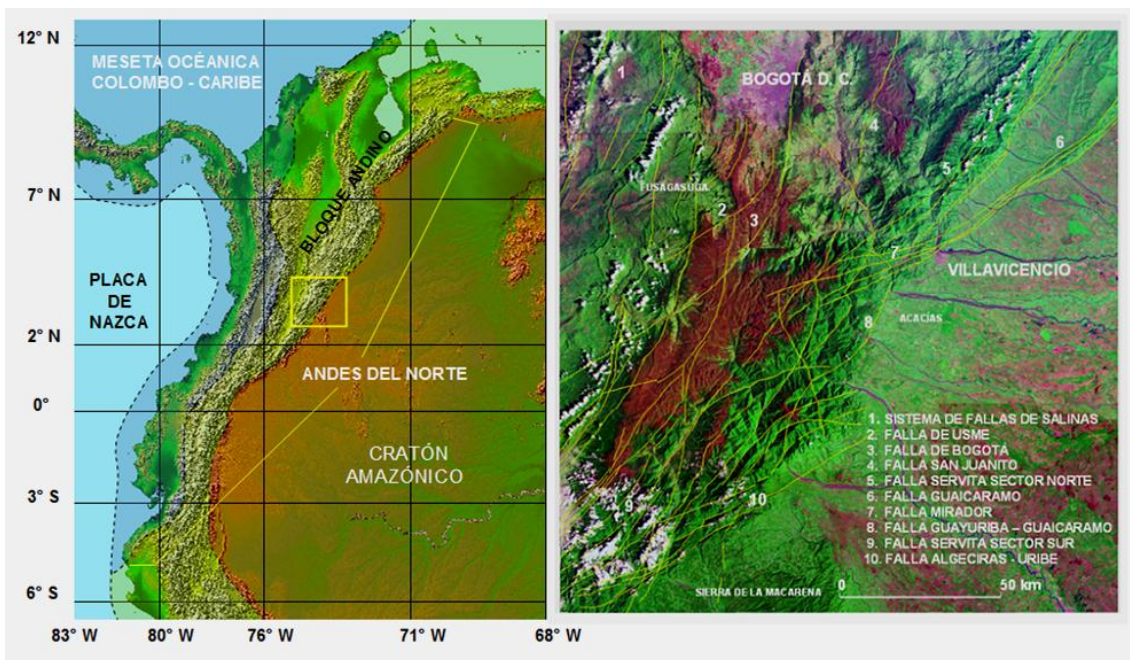 12° N
7° N
2° N
0°
3° S
6° S
83° W
80° W
76° W
71° W
68° W
MESETA OCÉANICA
COLOMBO - CARIBE
BLOQUE ANDINO
PLACA
DE
NAZCA
ANDES DEL NORTE
CRATÓN
AMAZÓNICO
1
BOGOTÁ D. C.
4
6
5
FUSAGASUGA
2
3
7
VILLAVICENCIO
8
ACACÍAS
9
10
1. SISTEMA DE FALLAS DE SALINAS
2. FALLA DE USME
3. FALLA DE BOGOTÁ
4. FALLA SAN JUANITO
5. FALLA SERVITA SECTOR NORTE
6. FALLA GUAICARAMO
7. FALLA MIRADOR
8. FALLA GUAYURIBA – GUAICARAMO
9. FALLA SERVITA SECTOR SUR
10. FALLA ALGECIRAS - URIBE
SIERRA DE LA MACARENA
0 50 km